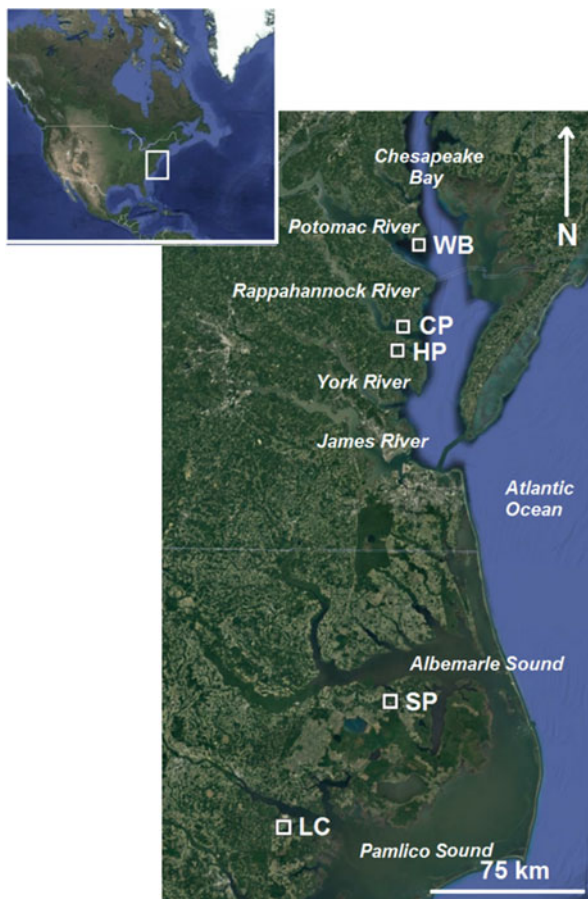 Chesapeake
Bay
N
Potomac River
WB
Rappahannock River
CP
HP
York River
James River
Atlantic
Ocean
Albemarle Sound
SP
LC
Pamlico Sound
75 km